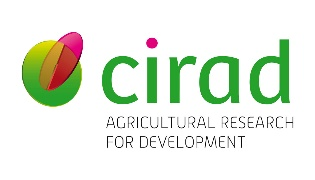 cirad
AGRICULTURAL RESEARCH
FOR DEVELOPMENT